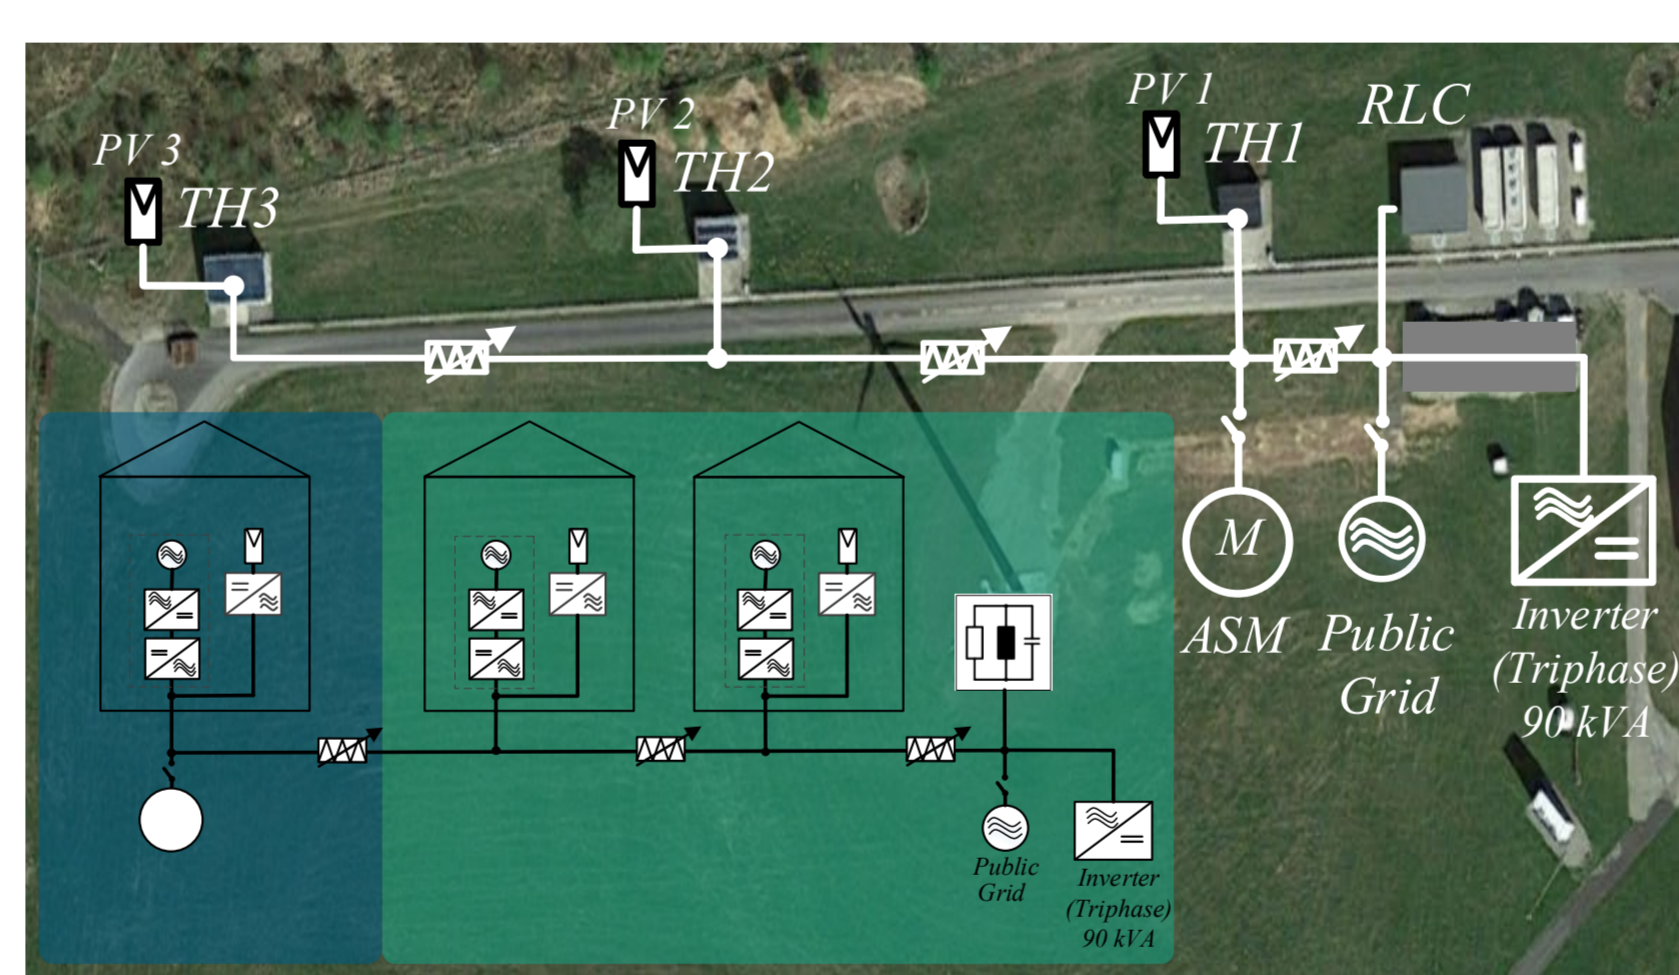 PV 1
RLC
PV 2
TH1
PV 3
TH2
TH3
M
ASM
Public
Grid
Inverter
(Triphase)
90 kVA
Public
Grid
Inverter
(Triphase)
90 kVA